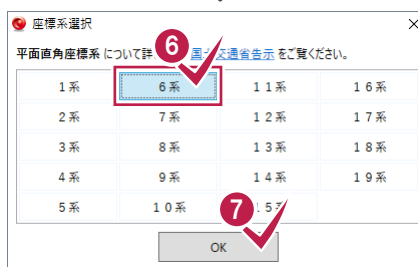 座標系選択
平面直角座標系 について詳 国土交通省告示 をご覧ください。
6
1系 6系 11系 16系
2系 7系 12系 17系
3系 8系 13系 18系
4系 9系 14系 19系
5系 10系 5
7
OK